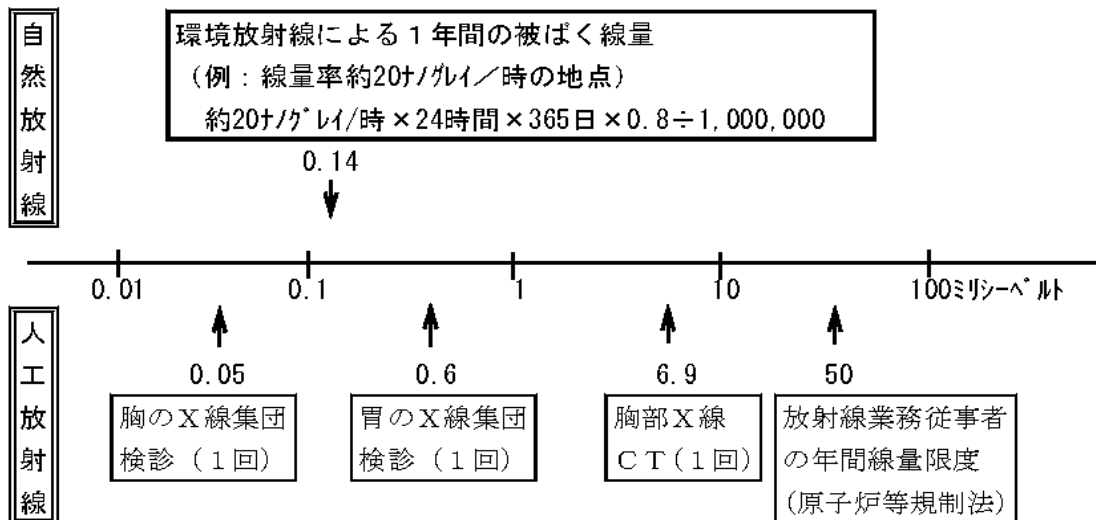 自然放射線
環境放射線による１年間の被ばく線量
（例：線量率約20ﾅﾉｸﾞﾚｲ／時の地点）
約20ﾅﾉｸﾞﾚｲ/時×24時間×365日×0.8÷1,000,000
0.14
0.01 0.1 1 10 100ﾐﾘｼｰﾍﾞﾙﾄ
人工放射線
0.05
胸のＸ線集団
検診（１回）
0.6
胃のＸ線集団
検診（１回）
6.9
胸部Ｘ線
ＣＴ(１回)
50
放射線業務従事者
の年間線量限度
(原子炉等規制法)